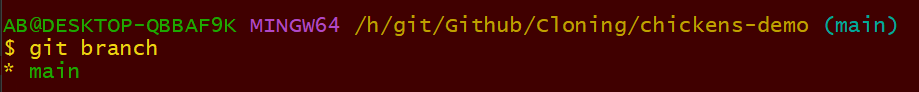 AB@DESKTOP-QBBAF9K MINGW64 /h/git/Github/Cloning/chickens-demo (main)
$ git branch
* main